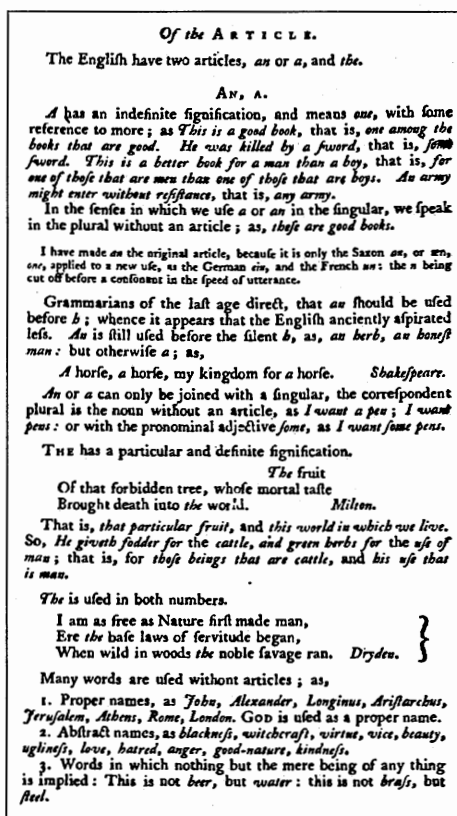 Of the ARTICLE.
The Engliſh have two articles, an or a, and the.
AN, A.
A has an indefinite ſignification, and means one, with ſome
reference to more; as This is a good book, that is, one among the
books that are good. He was killed by a ſword, that is, ſome
ſword. This is a better book for a man than a boy, that is, for
one of thoſe that are men than one of thoſe that are boys. An army
might enter without reſiſtance, that is, any army.
In the ſenſes in which we uſe a or an in the ſingular, we ſpeak
in the plural without an article; as, theſe are good books.
I have made an the original article, becauſe it is only the Saxon an, or æn,
one, applied to a new uſe, as the German ein, and the French un: the n being
cut off before a conſonant in the ſpeed of utterance.
Grammarians of the laſt age direct, that an ſhould be uſed
before h; whence it appears that the Engliſh anciently aſpirated
leſs. An is ſtill uſed before the ſilent h, as, an herb, an honeſt
man: but otherwiſe a; as,
A horſe, a horſe, my kingdom for a horſe. Shakeſpeare.
An or a can only be joined with a ſingular, the correſpondent
plural is the noun without an article, as I want a pen; I want
pens: or with the pronominal adjective ſome, as I want ſome pens.
THE has a particular and definite ſignification.
The fruit
Of that forbidden tree, whoſe mortal taſte
Brought death into the world. Milton.
That is, that particular fruit, and this world in which we live.
So, He giveth fodder for the cattle, and green herbs for the uſe of
man; that is, for thoſe beings that are cattle, and his uſe that
is man.
The is uſed in both numbers.
I am as free as Nature firſt made man,
Ere the baſe laws of ſervitude began,
When wild in woods the noble ſavage ran. Dryden.
Many words are uſed without articles; as,
1. Proper names, as John, Alexander, Longinus, Ariſtarchus,
Jeruſalem, Athens, Rome, London. GOD is uſed as a proper name.
2. Abſtract names, as blackneſs, witchcraft, virtue, vice, beauty,
uglineſs, love, hatred, anger, good-nature, kindneſs.
3. Words in which nothing but the mere being of any thing
is implied: This is not beer, but water: this is not braſs, but
ſteel.